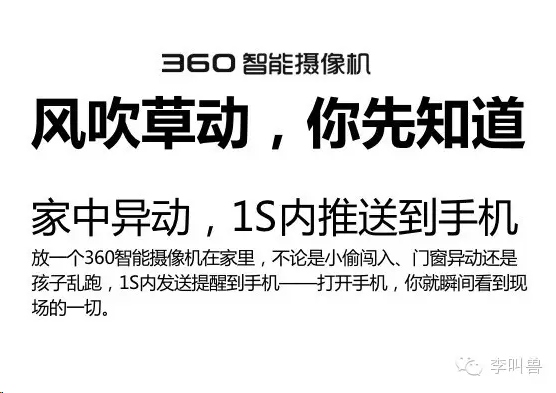 360智能摄像机
风吹草动，你先知道
家中异动，1S内推送到手机
放一个360智能摄像机在家里，不论是小偷闯入、门窗异动还是
孩子乱跑，1S内发送提醒到手机——打开手机，你就瞬间看到现
场的一切。
李叫兽